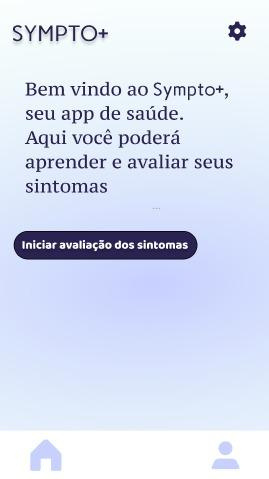 SYMPTO+
Bem vindo ao Sympto+,
seu app de saúde.
Aqui você poderá
aprender e avaliar seus
sintomas
...
Iniciar avaliação dos sintomas